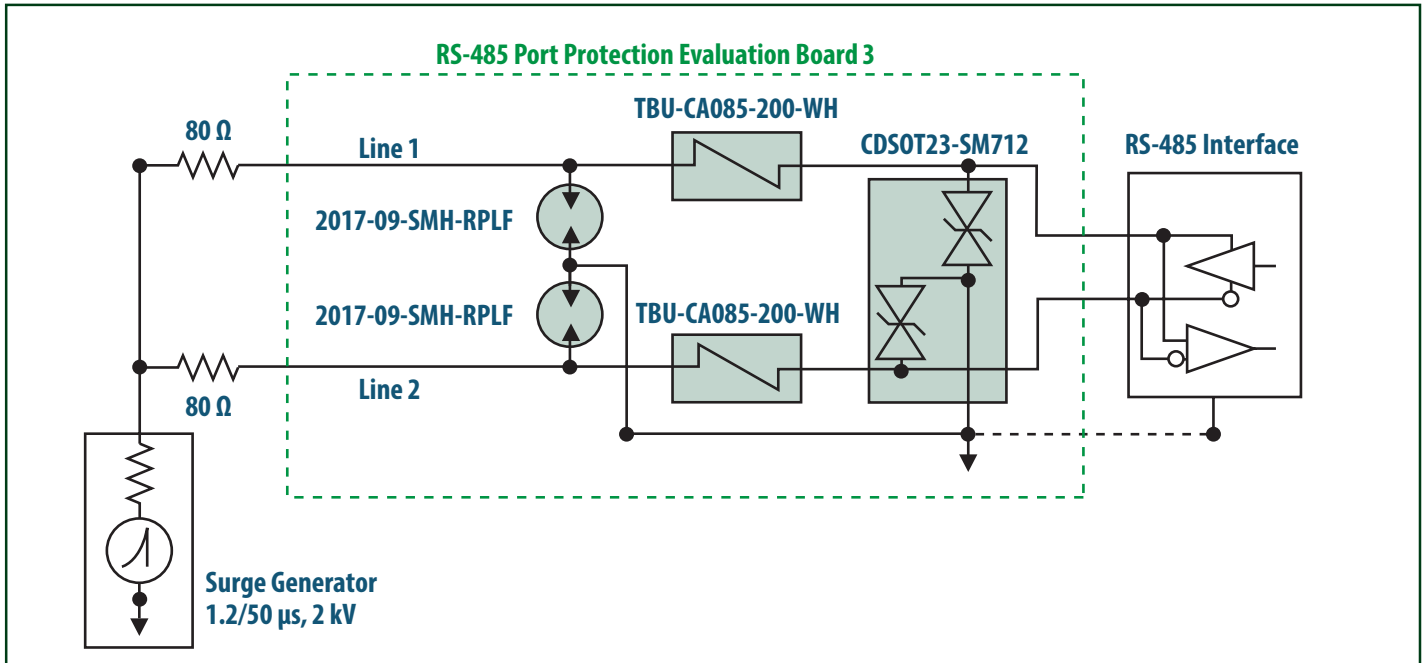 RS-485 Port Protection Evaluation Board 3
TBU-CA085-200-WH
80 Ω
Line 1
CDSOT23-SM712
RS-485 Interface
2017-09-SMH-RPLF
2017-09-SMH-RPLF
TBU-CA085-200-WH
Line 2
80 Ω
Surge Generator
1.2/50 µs, 2 kV